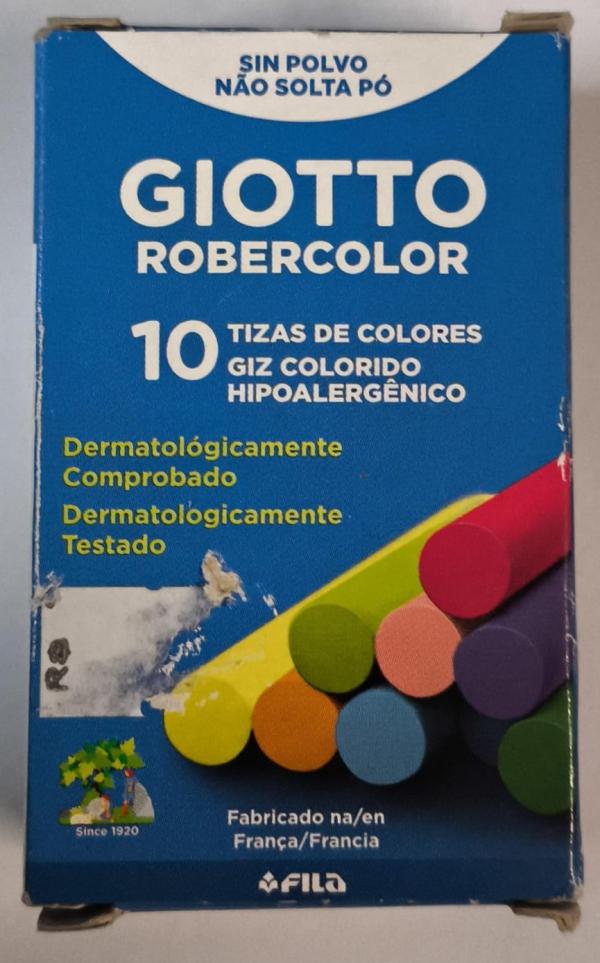 SIN POLVO
NÃO SOLTA PÓ
GIOTTO
ROBERCOLOR
10 TIZAS DE COLORES
GIZ COLORIDO
HIPOALERGÊNICO
Dermatológicamente
Comprobado
Dermatologicamente
Testado
Since 1920
Fabricado na/en
França/Francia
FILA